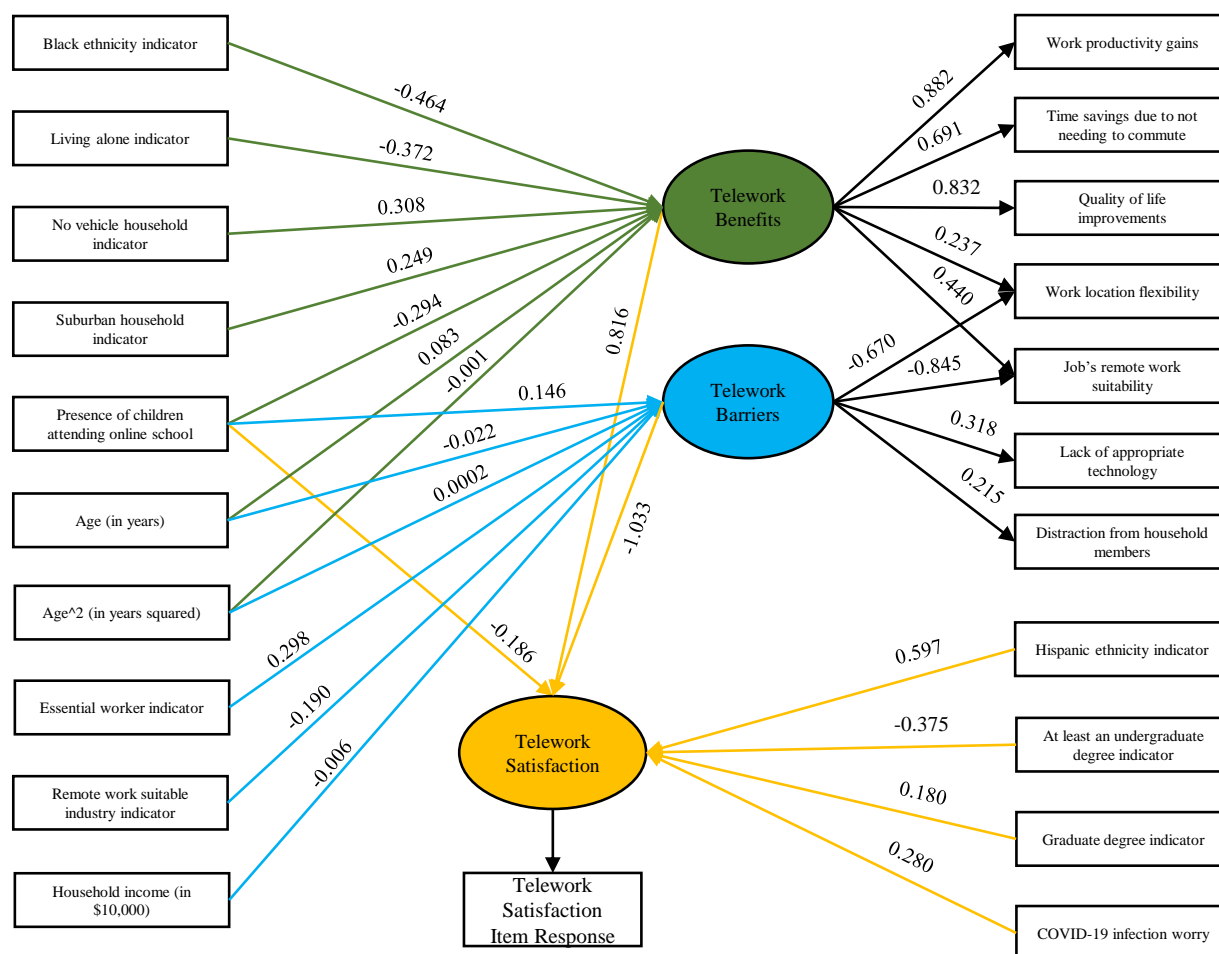 Black ethnicity indicator
Living alone indicator
No vehicle household
indicator
Suburban household
indicator
Presence of children
attending online school
Age (in years)
Age^2 (in years squared)
Essential worker indicator
Remote work suitable
industry indicator
Household income (in
$10,000)
-0.464
-0.372
0.308
0.249
-0.294
0.083
-0.001
0.146
-0.022
0.0002
0.298
-0.190
-0.006
-0.186
0.816
-1.033
Telework
Benefits
Telework
Barriers
Telework
Satisfaction
Telework
Satisfaction
Item Response
0.882
0.691
0.832
0.237
0.440
-0.670
-0.845
0.318
0.215
Work productivity gains
Time savings due to not
needing to commute
Quality of life
improvements
Work location flexibility
Job’s remote work
suitability
Lack of appropriate
technology
Distraction from household
members
0.597
-0.375
0.180
0.280
Hispanic ethnicity indicator
At least an undergraduate
degree indicator
Graduate degree indicator
COVID-19 infection worry